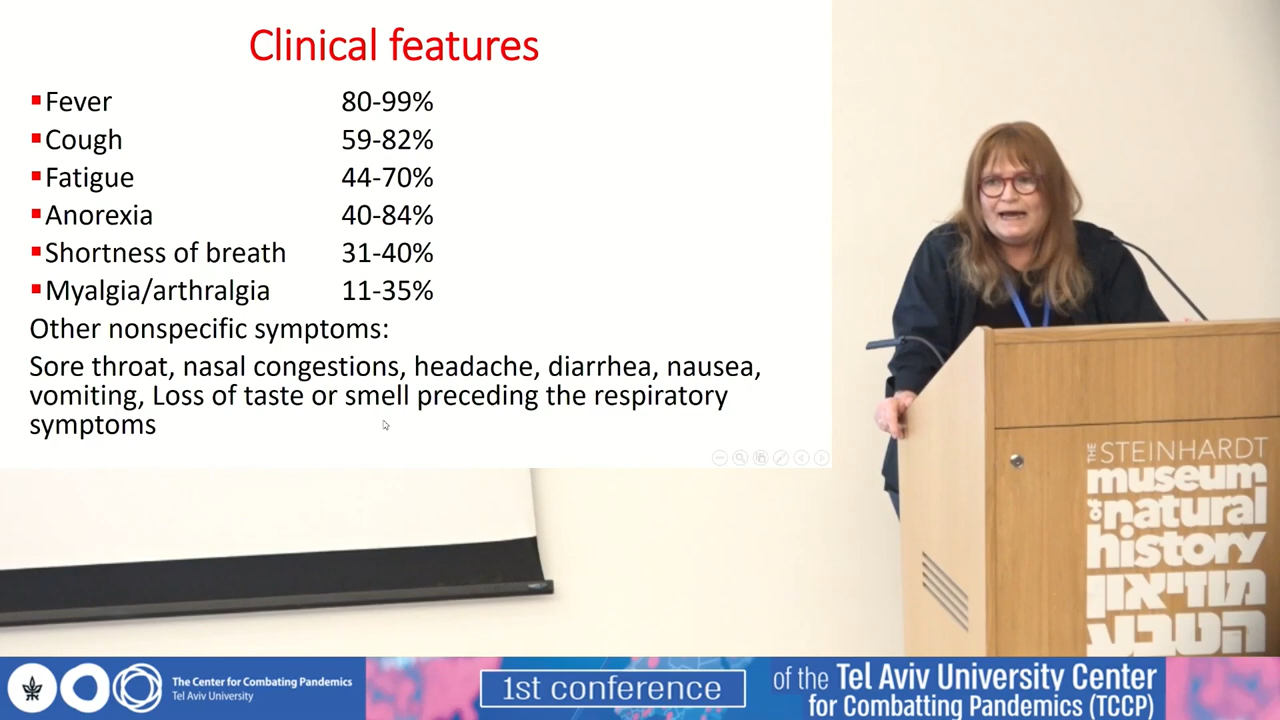 Clinical features
Fever 80-99%
Cough 59-82%
Fatigue 44-70%
Anorexia 40-84%
Shortness of breath 31-40%
Myalgia/arthralgia 11-35%
Other nonspecific symptoms:
Sore throat, nasal congestions, headache, diarrhea, nausea,
vomiting, Loss of taste or smell preceding the respiratory
symptoms
THE STEINHARDT
museum
of natural
history
מוזיאון
הטבע
The Center for Combating Pandemics
Tel Aviv University
1st conference
of the Tel Aviv University Center
for Combatting Pandemics (TCCP)